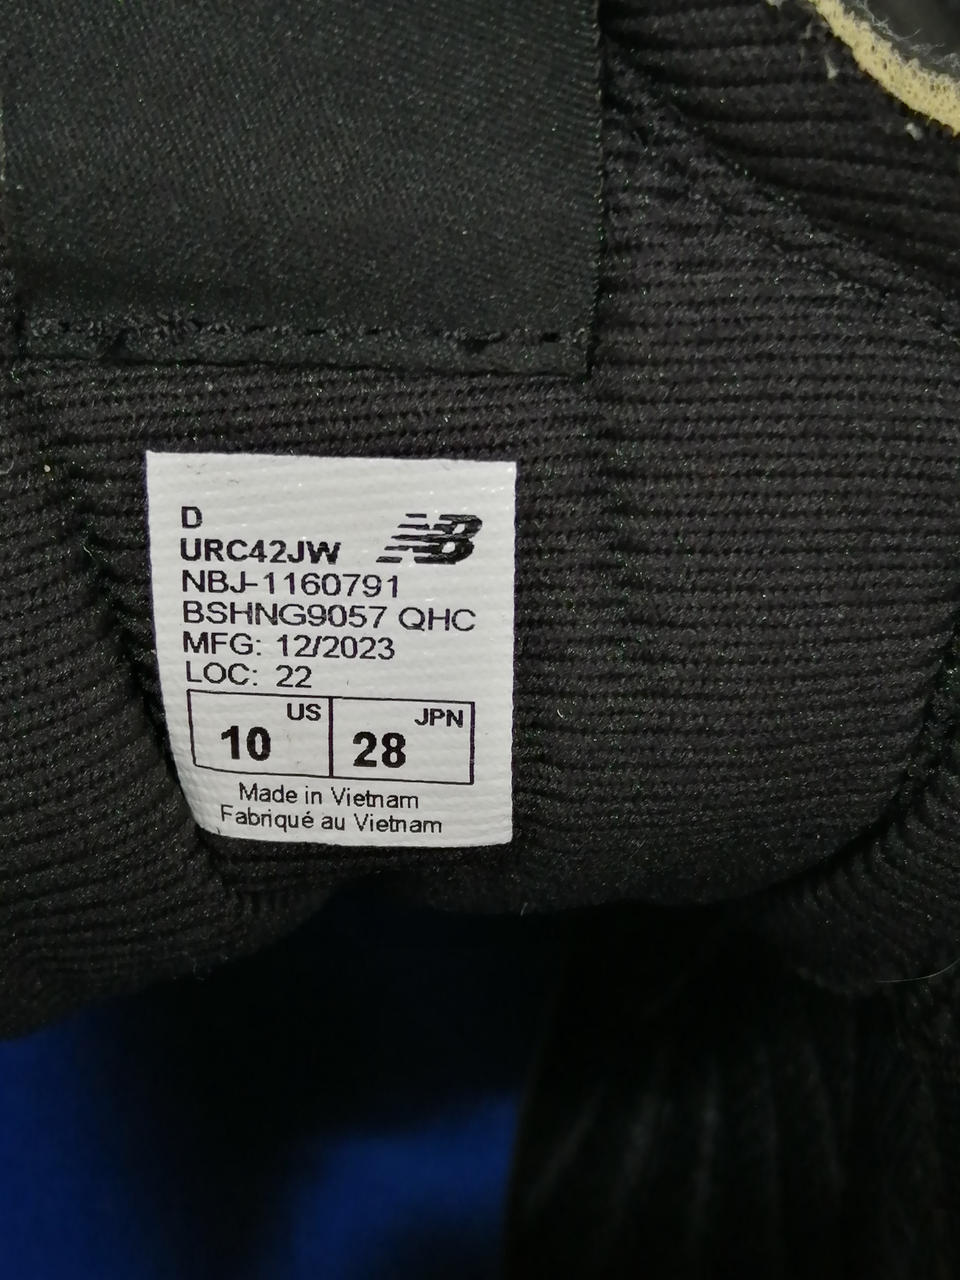 D
URC42JW
NB
NBJ-1160791
BSHNG9057 QHC
MFG: 12/2023
LOC: 22
US JPN
10 28
Made in Vietnam
Fabriqué au Vietnam